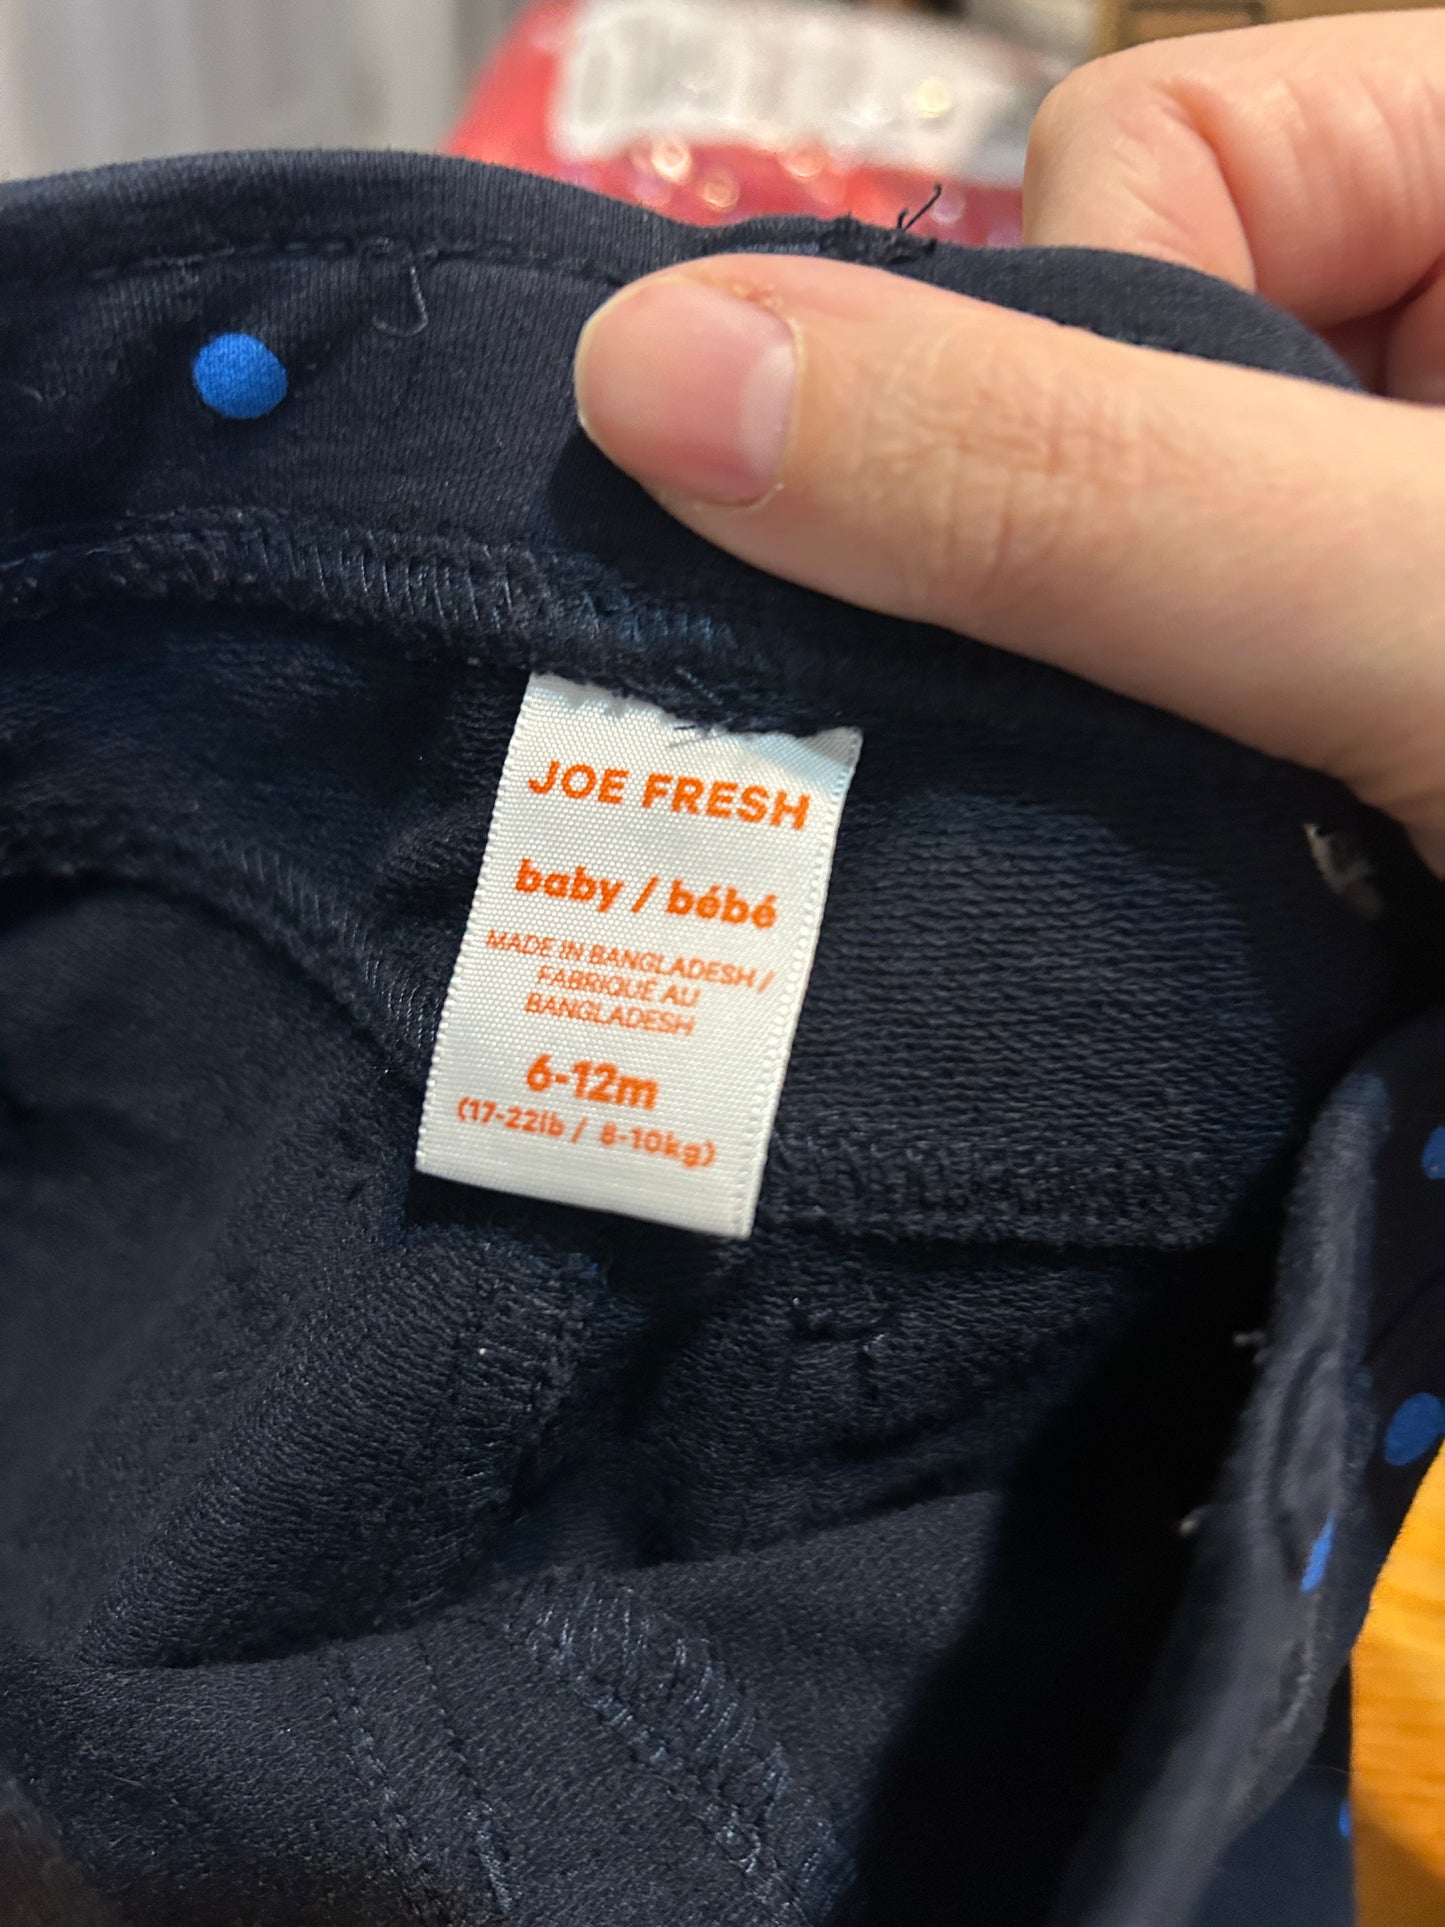 JOE FRESH
baby / bébé
MADE IN BANGLADESH /
FABRIQUÉ AU
BANGLADESH
6-12m
(17-22lb / 8-10kg)